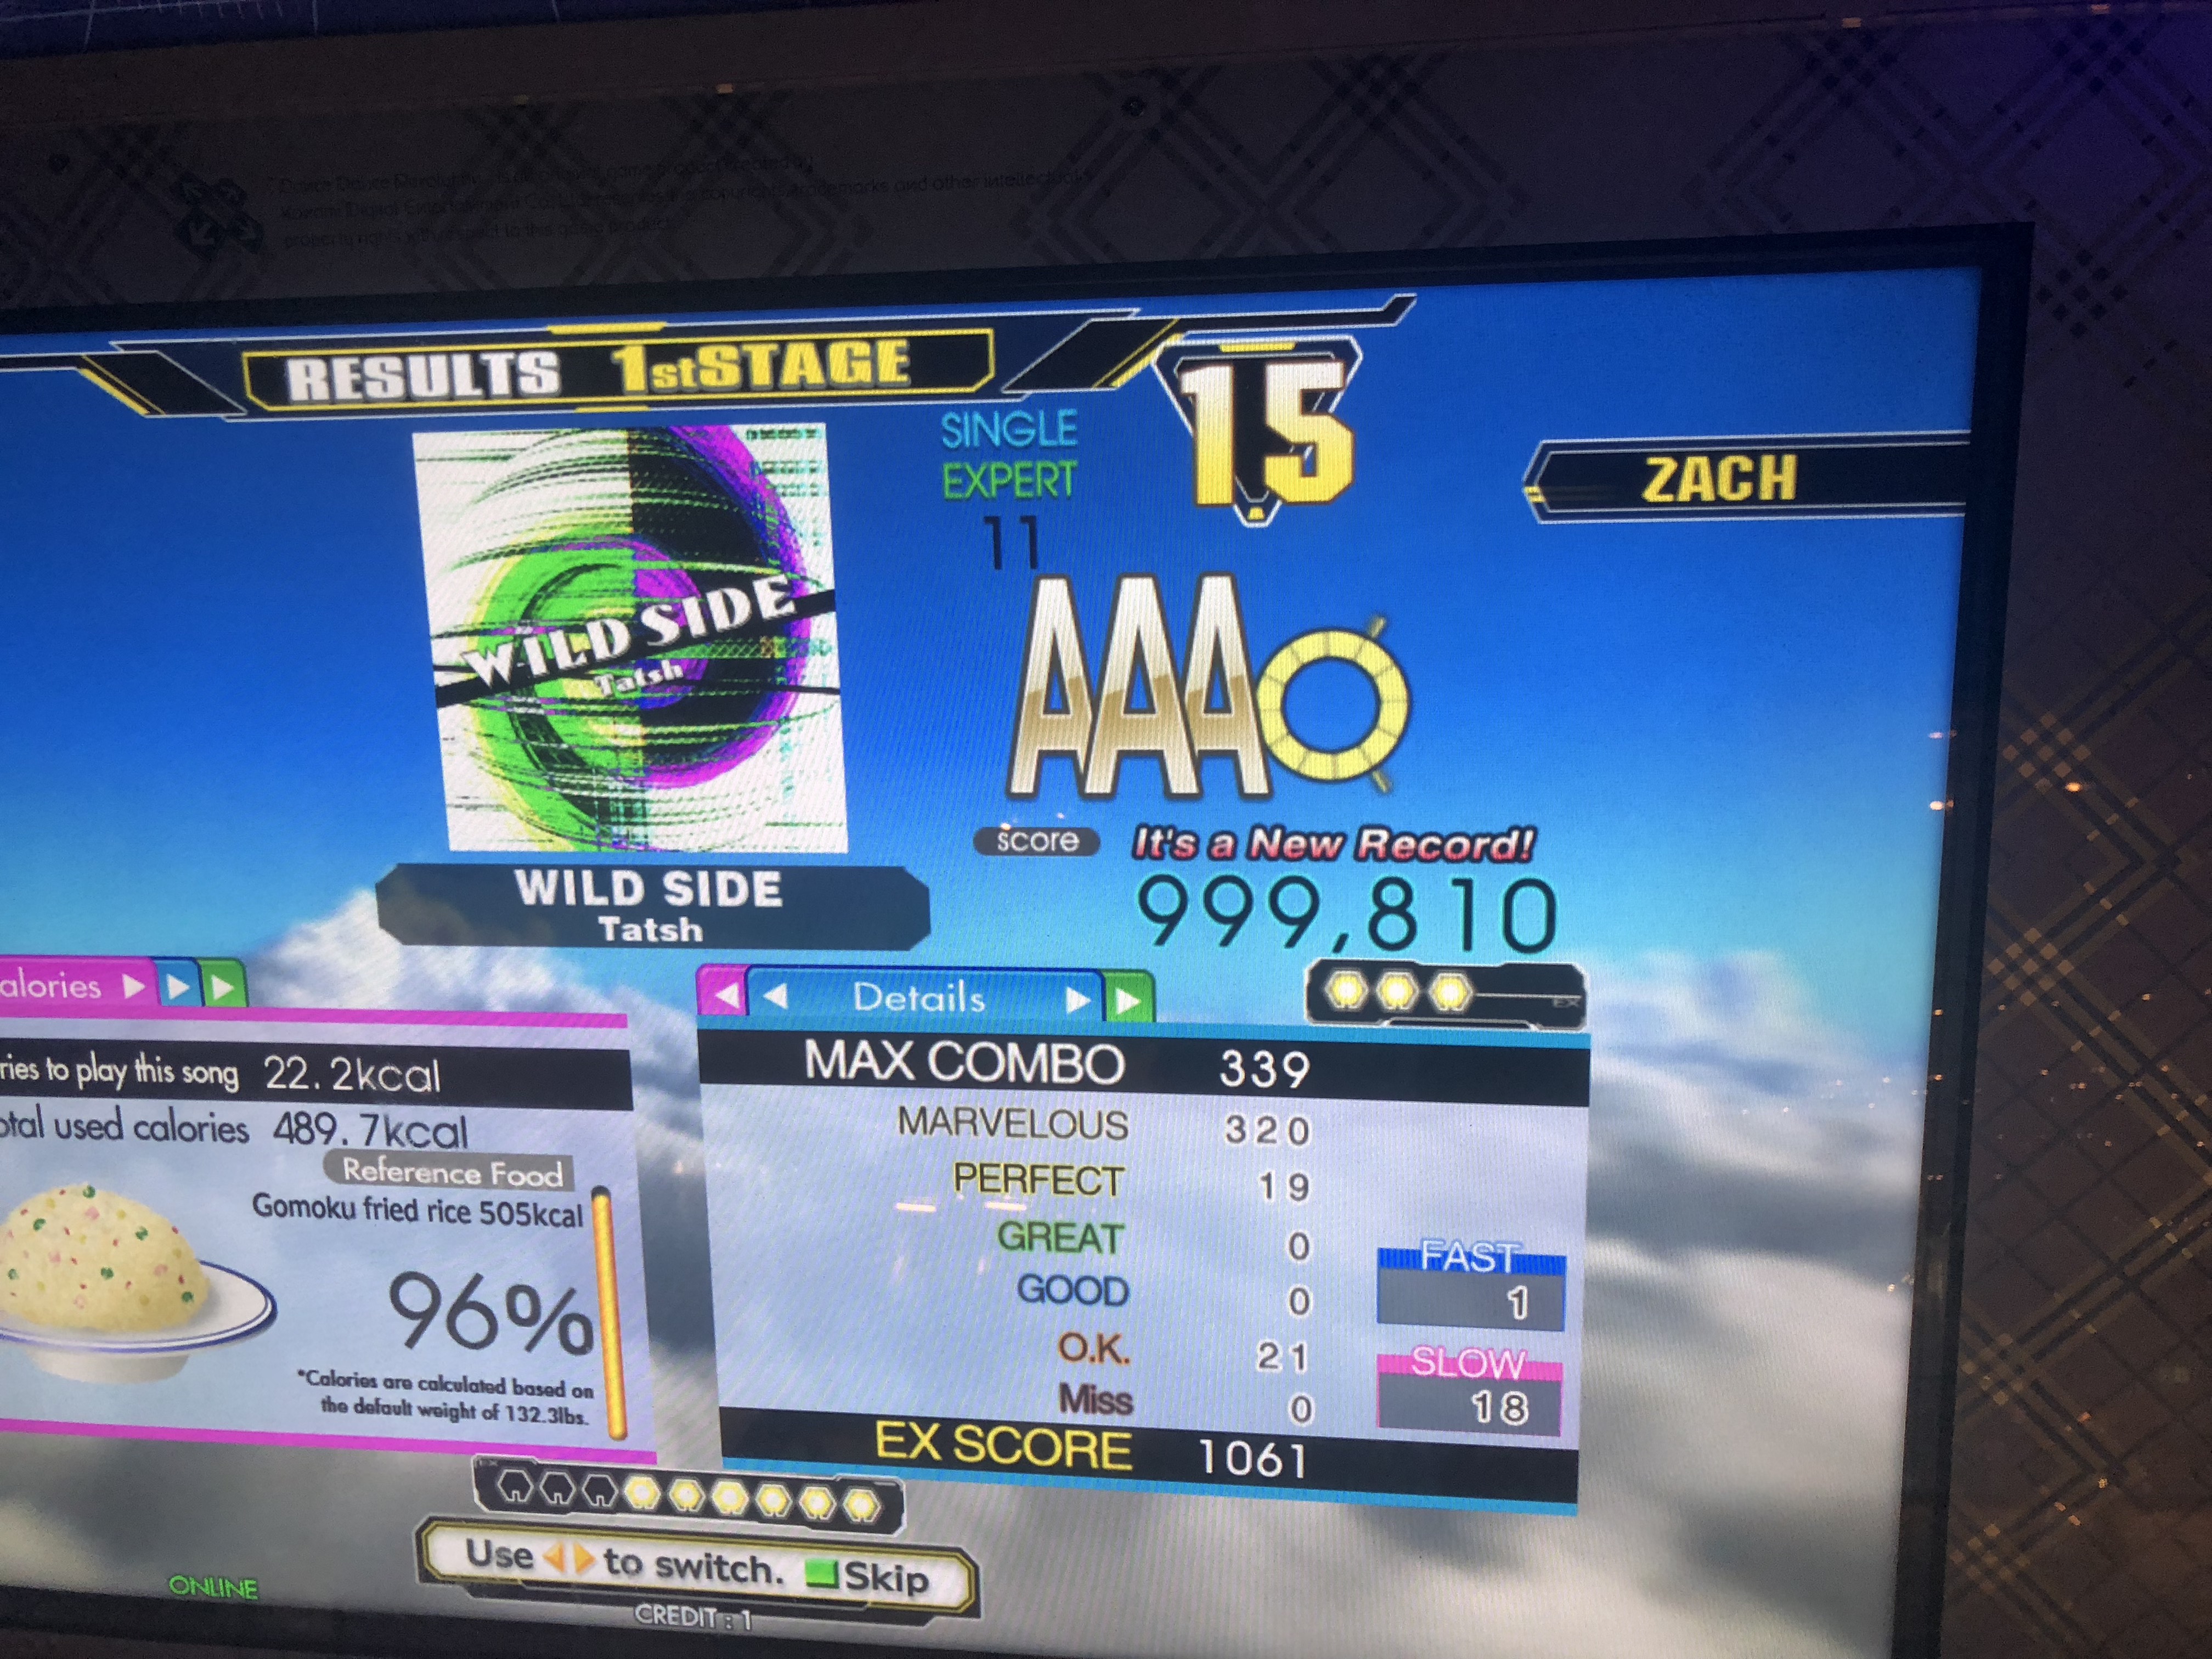 RESULTS 1stSTAGE
15
SINGLE
EXPERT
11
ZACH
WILD SIDE
Tatsh
AAA
score It's a New Record!
999,810
WILD SIDE
Tatsh
alories
ries to play this song 22.2kcal
otal used calories 489.7kcal
Reference Food
Gomoku fried rice 505kcal
96%
*Calories are calculated based on
the default weight of 132.3lbs.
Details
EX
MAX COMBO 339
MARVELOUS 320
PERFECT 19
GREAT 0
GOOD 0
O.K. 21
Miss 0
EX SCORE 1061
FAST
1
SLOW
18
EX
Use to switch. Skip
ONLINE
CREDIT : 1